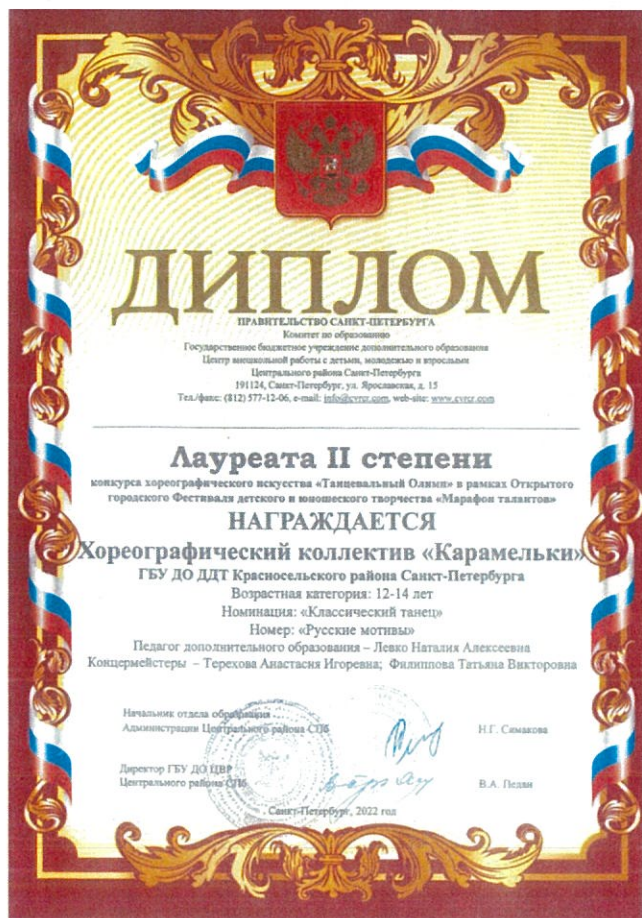 ДИПЛОМ
ПРАВИТЕЛЬСТВО САНКТ-ПЕТЕРБУРГА
Комитет по образованию
Государственное бюджетное учреждение дополнительного образования
Центр внешкольной работы с детьми, молодежью и взрослыми
Центрального района Санкт-Петербурга
191124, Санкт-Петербург, ул. Ярославская, д. 15
Тел./факс: (812) 577-12-06, e-mail: info@cvrcr.com, web-site: www.cvrcr.com
Лауреата II степени
конкурса хореографического искусства «Танцевальный Олимп» в рамках Открытого
городского Фестиваля детского и юношеского творчества «Марафон талантов»
НАГРАЖДАЕТСЯ
Хореографический коллектив «Карамельки»
ГБУ ДО ДДТ Красносельского района Санкт-Петербурга
Возрастная категория: 12-14 лет
Номинация: «Классический танец»
Номер: «Русские мотивы»
Педагог дополнительного образования – Левко Наталия Алексеевна
Концермейстеры – Терехова Анастасия Игоревна; Филиппова Татьяна Викторовна
Начальник отдела образования
Администрации Центрального района СПб
Н.Г. Симакова
Директор ГБУ ДО ЦВР
Центрального района СПб
В.А. Педан
Санкт-Петербург, 2022 год